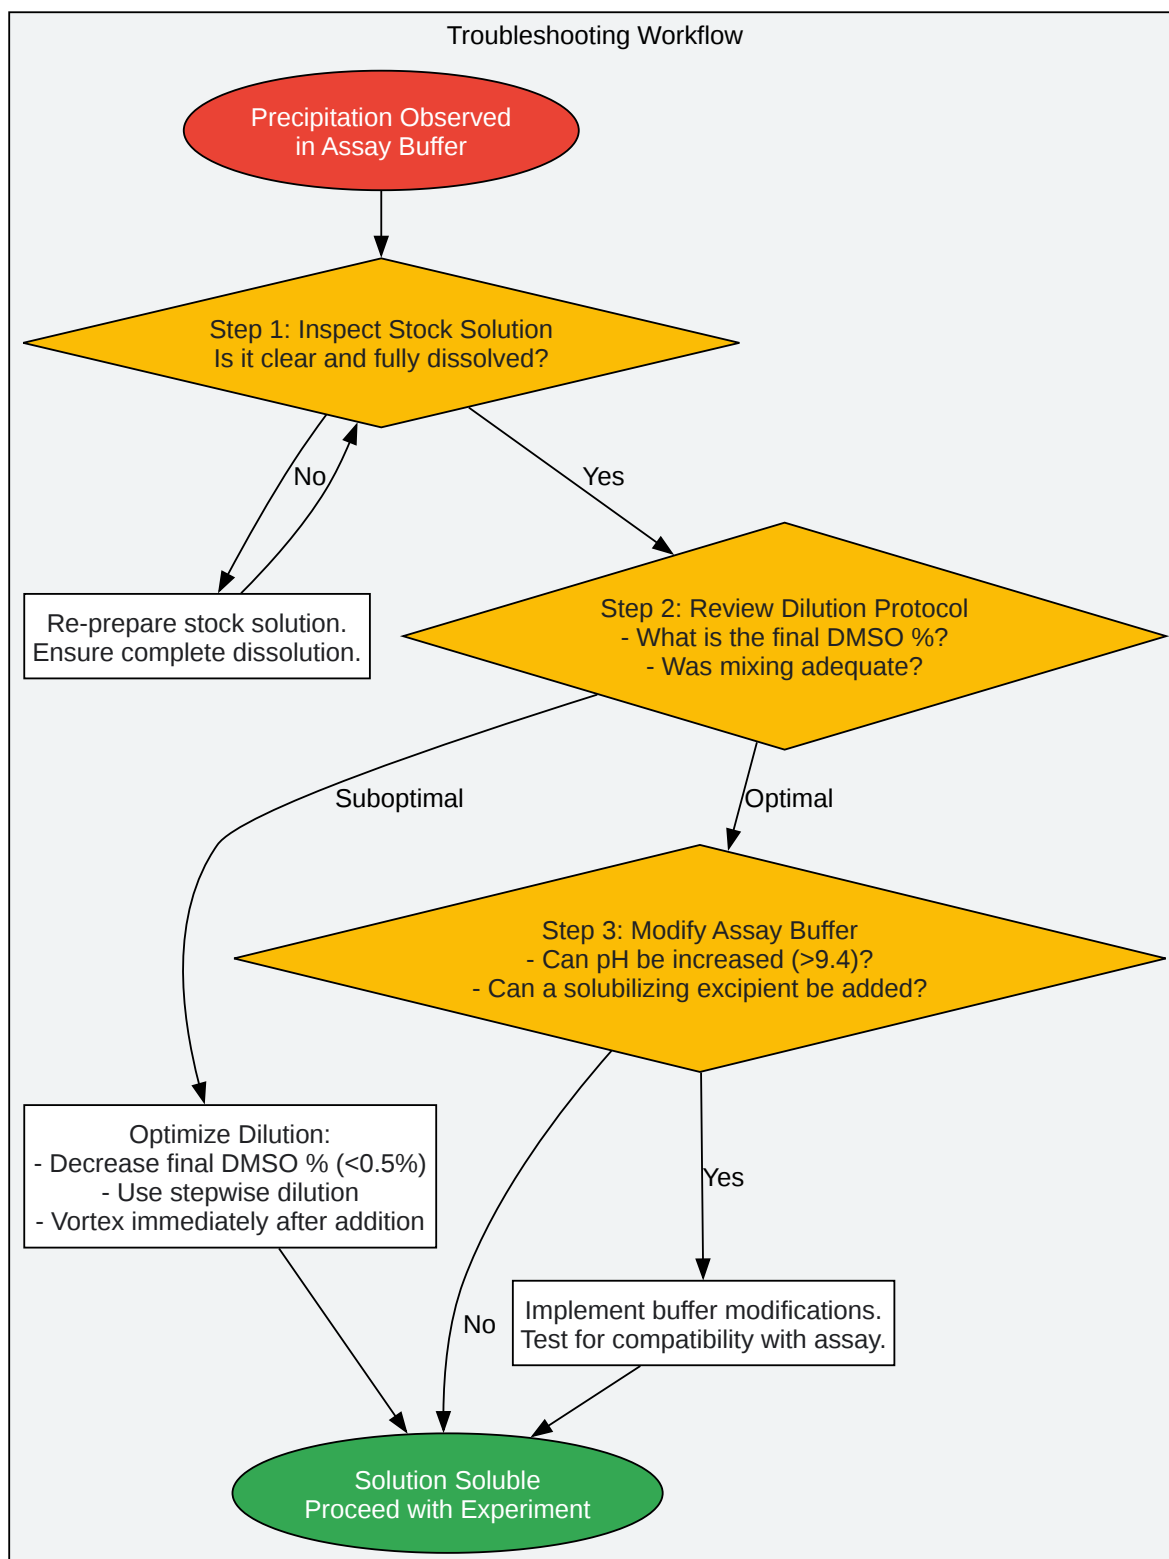 Troubleshooting Workflow
Precipitation Observed
in Assay Buffer
Step 1: Inspect Stock Solution
Is it clear and fully dissolved?
No
Yes
Re-prepare stock solution.
Ensure complete dissolution.
Step 2: Review Dilution Protocol
- What is the final DMSO %?
- Was mixing adequate?
Suboptimal
Optimal
Step 3: Modify Assay Buffer
- Can pH be increased (>9.4)?
- Can a solubilizing excipient be added?
Optimize Dilution:
- Decrease final DMSO % (<0.5%)
- Use stepwise dilution
- Vortex immediately after addition
Yes
No
Implement buffer modifications.
Test for compatibility with assay.
Solution Soluble
Proceed with Experiment